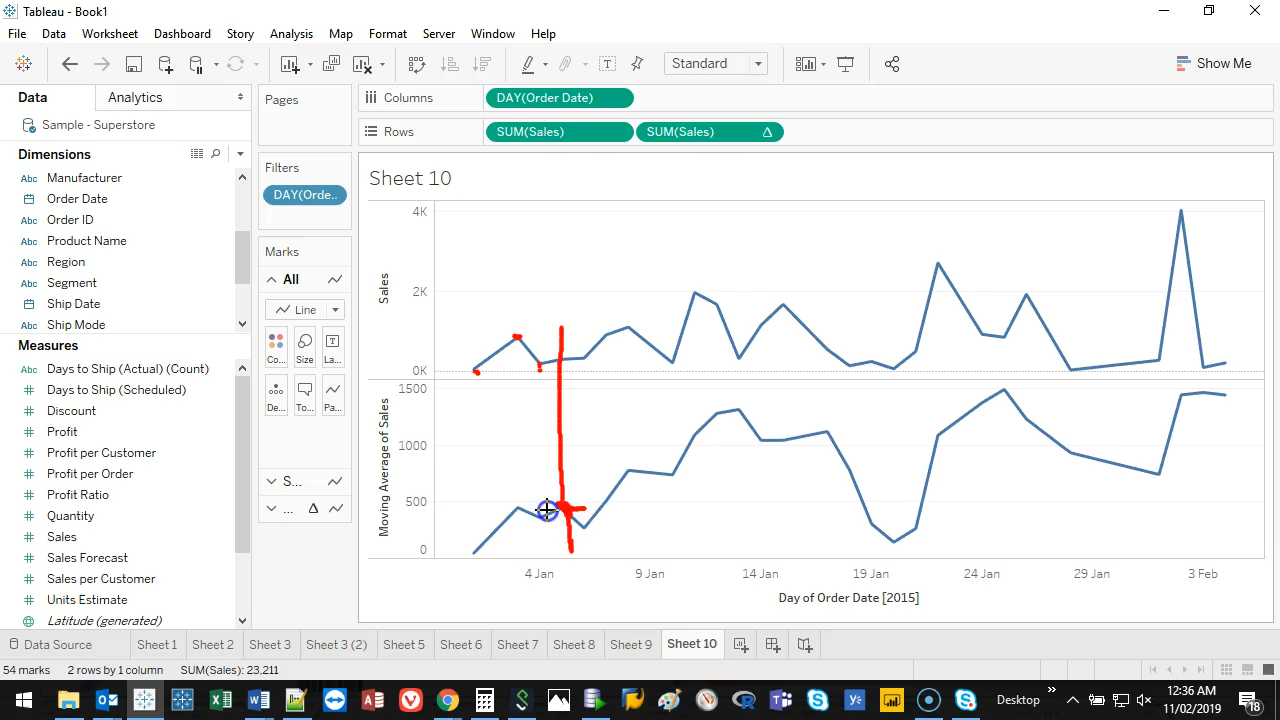 Tableau - Book1
File Data Worksheet Dashboard Story Analysis Map Format Server Window Help
Standard
Show Me
Data Analytics
Sample - Superstore
Dimensions
Abc Manufacturer
Order Date
Abc Order ID
Abc Product Name
Abc Region
Abc Segment
Ship Date
Abc Ship Mode
Measures
Abc Days to Ship (Actual) (Count)
# Days to Ship (Scheduled)
# Discount
# Profit
# Profit per Customer
# Profit per Order
# Profit Ratio
# Quantity
# Sales
# Sales Forecast
# Sales per Customer
# Units Estimate
Latitude (generated)
Pages
Filters
DAY(Orde..
Marks
All
Line
Co... Size La...
De... To... Pa...
S...
... Δ
Columns DAY(Order Date)
Rows SUM(Sales) SUM(Sales) Δ
Sheet 10
Sales
4K
2K
0K
Moving Average of Sales
1500
1000
500
0
4 Jan 9 Jan 14 Jan 19 Jan 24 Jan 29 Jan 3 Feb
Day of Order Date [2015]
Data Source Sheet 1 Sheet 2 Sheet 3 Sheet 3 (2) Sheet 5 Sheet 6 Sheet 7 Sheet 8 Sheet 9 Sheet 10
54 marks 2 rows by 1 column SUM(Sales): 23,211
Desktop
12:36 AM
11/02/2019
18